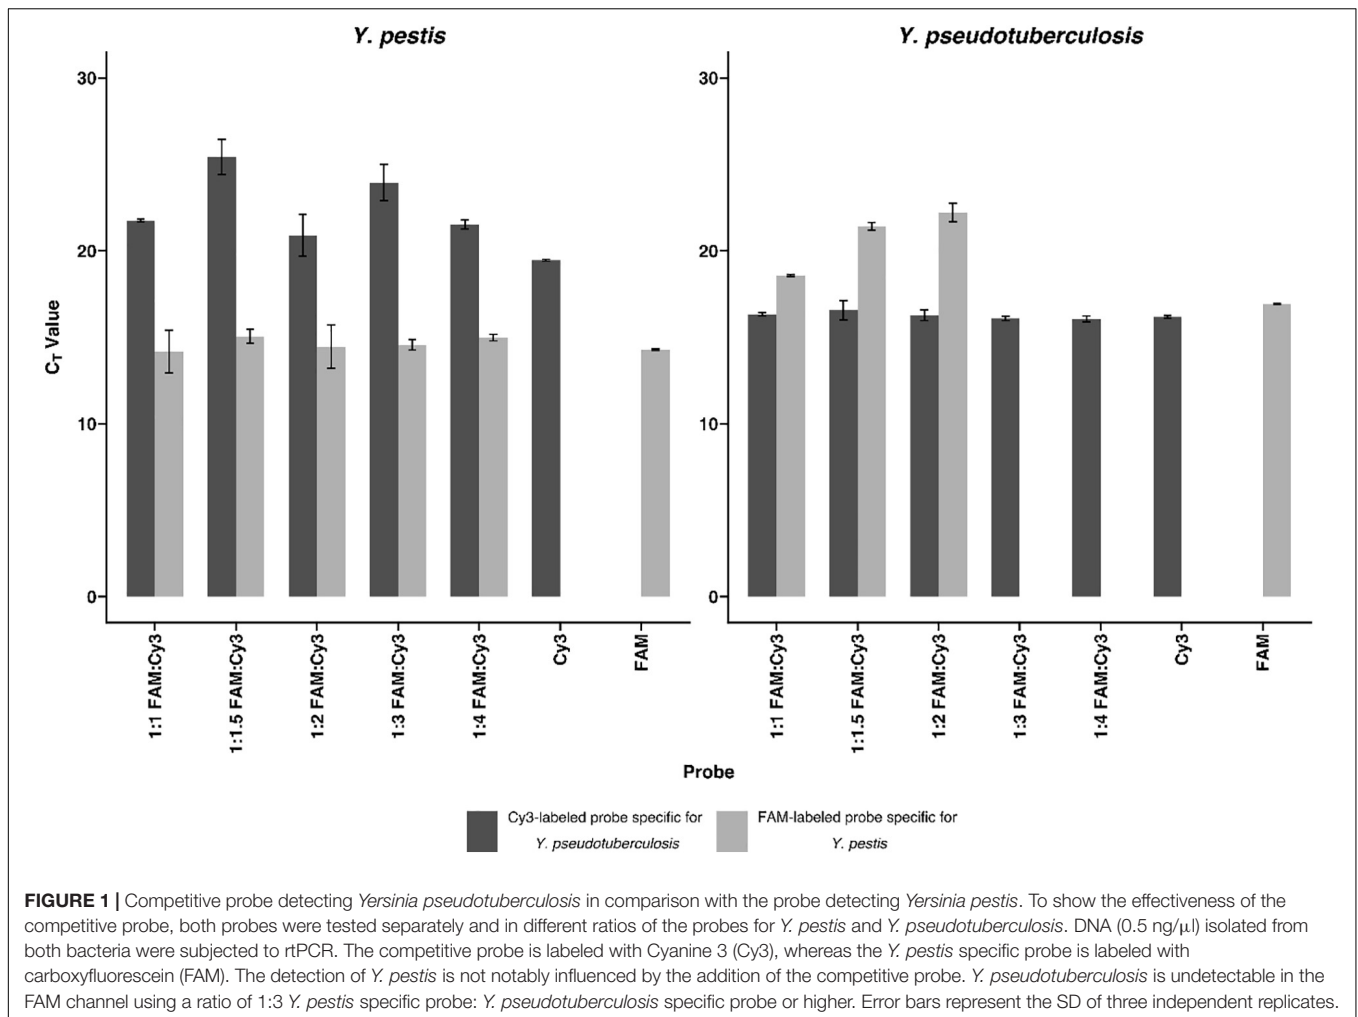 Y. pestis
Y. pseudotuberculosis
30
20
10
0
30
20
10
0
C_T Value
1:1 FAM:Cy3
1:1.5 FAM:Cy3
1:2 FAM:Cy3
1:3 FAM:Cy3
1:4 FAM:Cy3
Cy3
FAM
1:1 FAM:Cy3
1:1.5 FAM:Cy3
1:2 FAM:Cy3
1:3 FAM:Cy3
1:4 FAM:Cy3
Cy3
FAM
Probe
Cy3-labeled probe specific for
Y. pseudotuberculosis
FAM-labeled probe specific for
Y. pestis
FIGURE 1 | Competitive probe detecting Yersinia pseudotuberculosis in comparison with the probe detecting Yersinia pestis. To show the effectiveness of the
competitive probe, both probes were tested separately and in different ratios of the probes for Y. pestis and Y. pseudotuberculosis. DNA (0.5 ng/μl) isolated from
both bacteria were subjected to rtPCR. The competitive probe is labeled with Cyanine 3 (Cy3), whereas the Y. pestis specific probe is labeled with
carboxyfluorescein (FAM). The detection of Y. pestis is not notably influenced by the addition of the competitive probe. Y. pseudotuberculosis is undetectable in the
FAM channel using a ratio of 1:3 Y. pestis specific probe: Y. pseudotuberculosis specific probe or higher. Error bars represent the SD of three independent replicates.